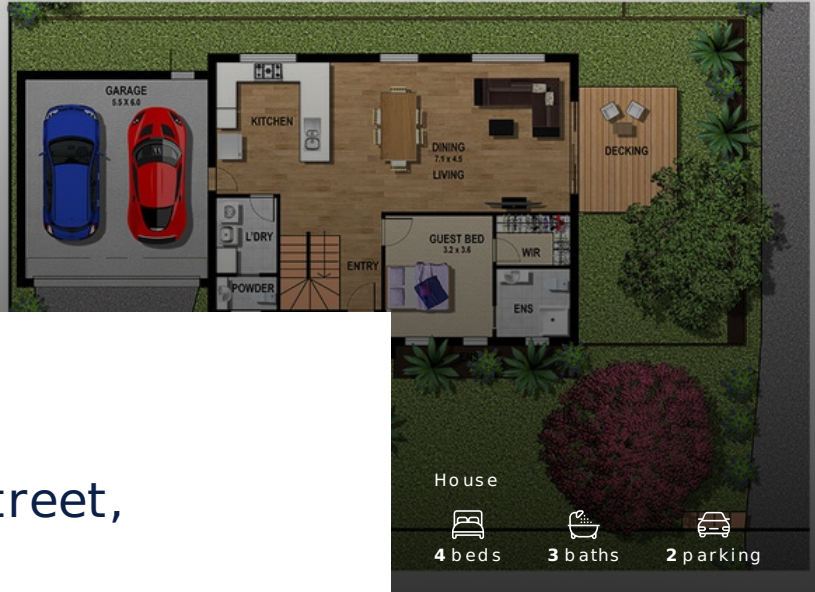 GARAGE
5.5 X 6.0
KITCHEN
DINING
7.1 x 4.5
LIVING
DECKING
L'DRY
GUEST BED
3.2 x 3.6
WIR
ENTRY
POWDER
ENS
treet,
House
4 beds 3 baths 2 parking